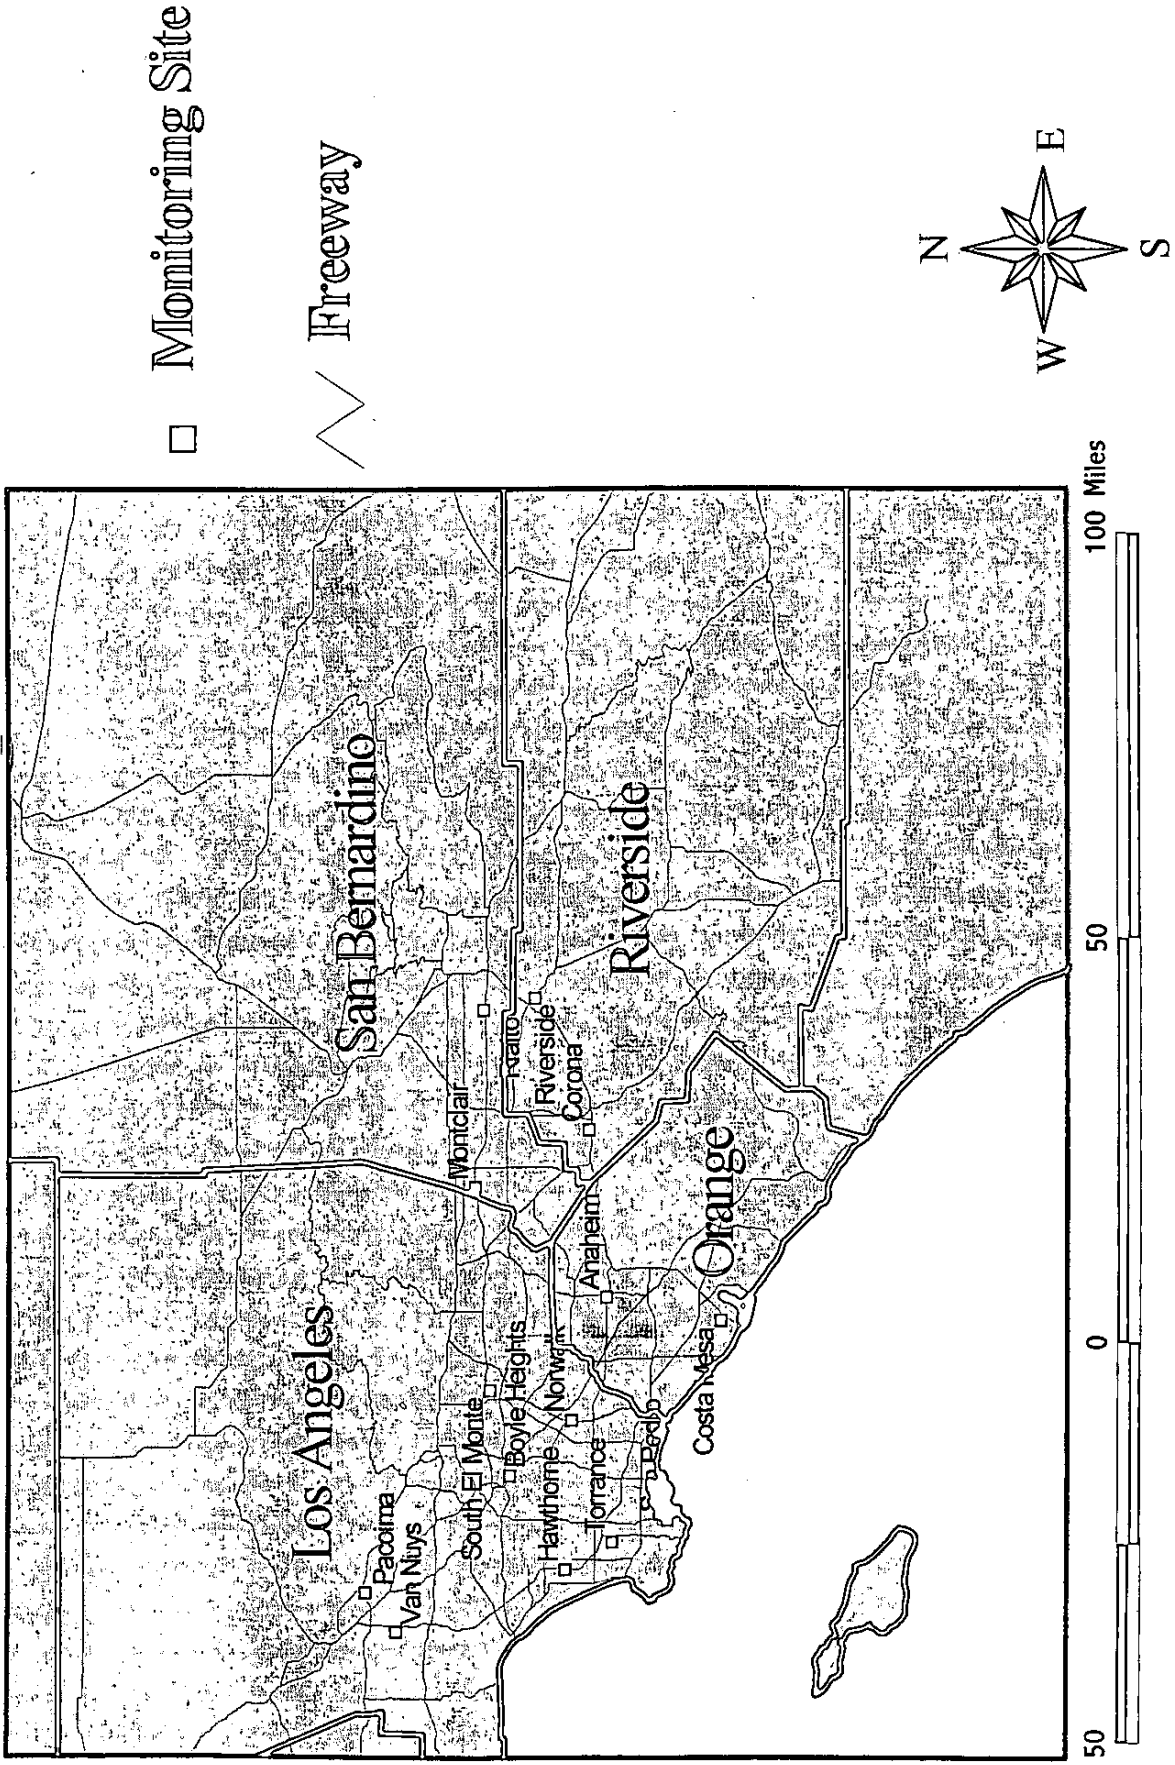 Monitoring Site
Freeway
N
W
E
S
San Bernardino
Los Angeles
Riverside
Orange
Pacoima
Van Nuys
Montclair
Rialto
Riverside
Corona
South El Monte
Boyle Heights
Norwalk
Anaheim
Hawthorne
Torrance
Costa Mesa
50
0
50
100 Miles